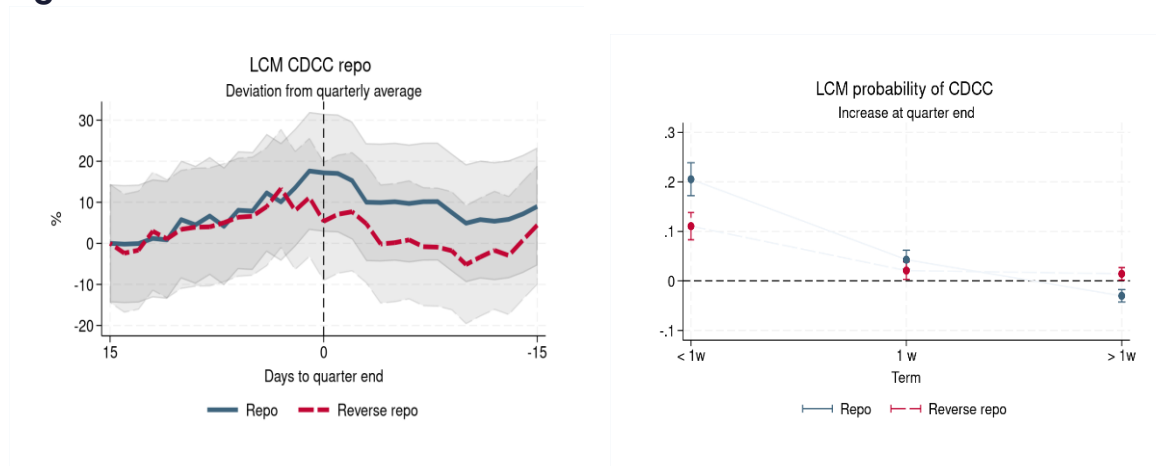 LCM CDCC repo
Deviation from quarterly average
30
20
10
0
-10
-20
%
15 0 -15
Days to quarter end
Repo Reverse repo
LCM probability of CDCC
Increase at quarter end
.3
.2
.1
0
-.1
< 1w 1 w > 1w
Term
Repo Reverse repo